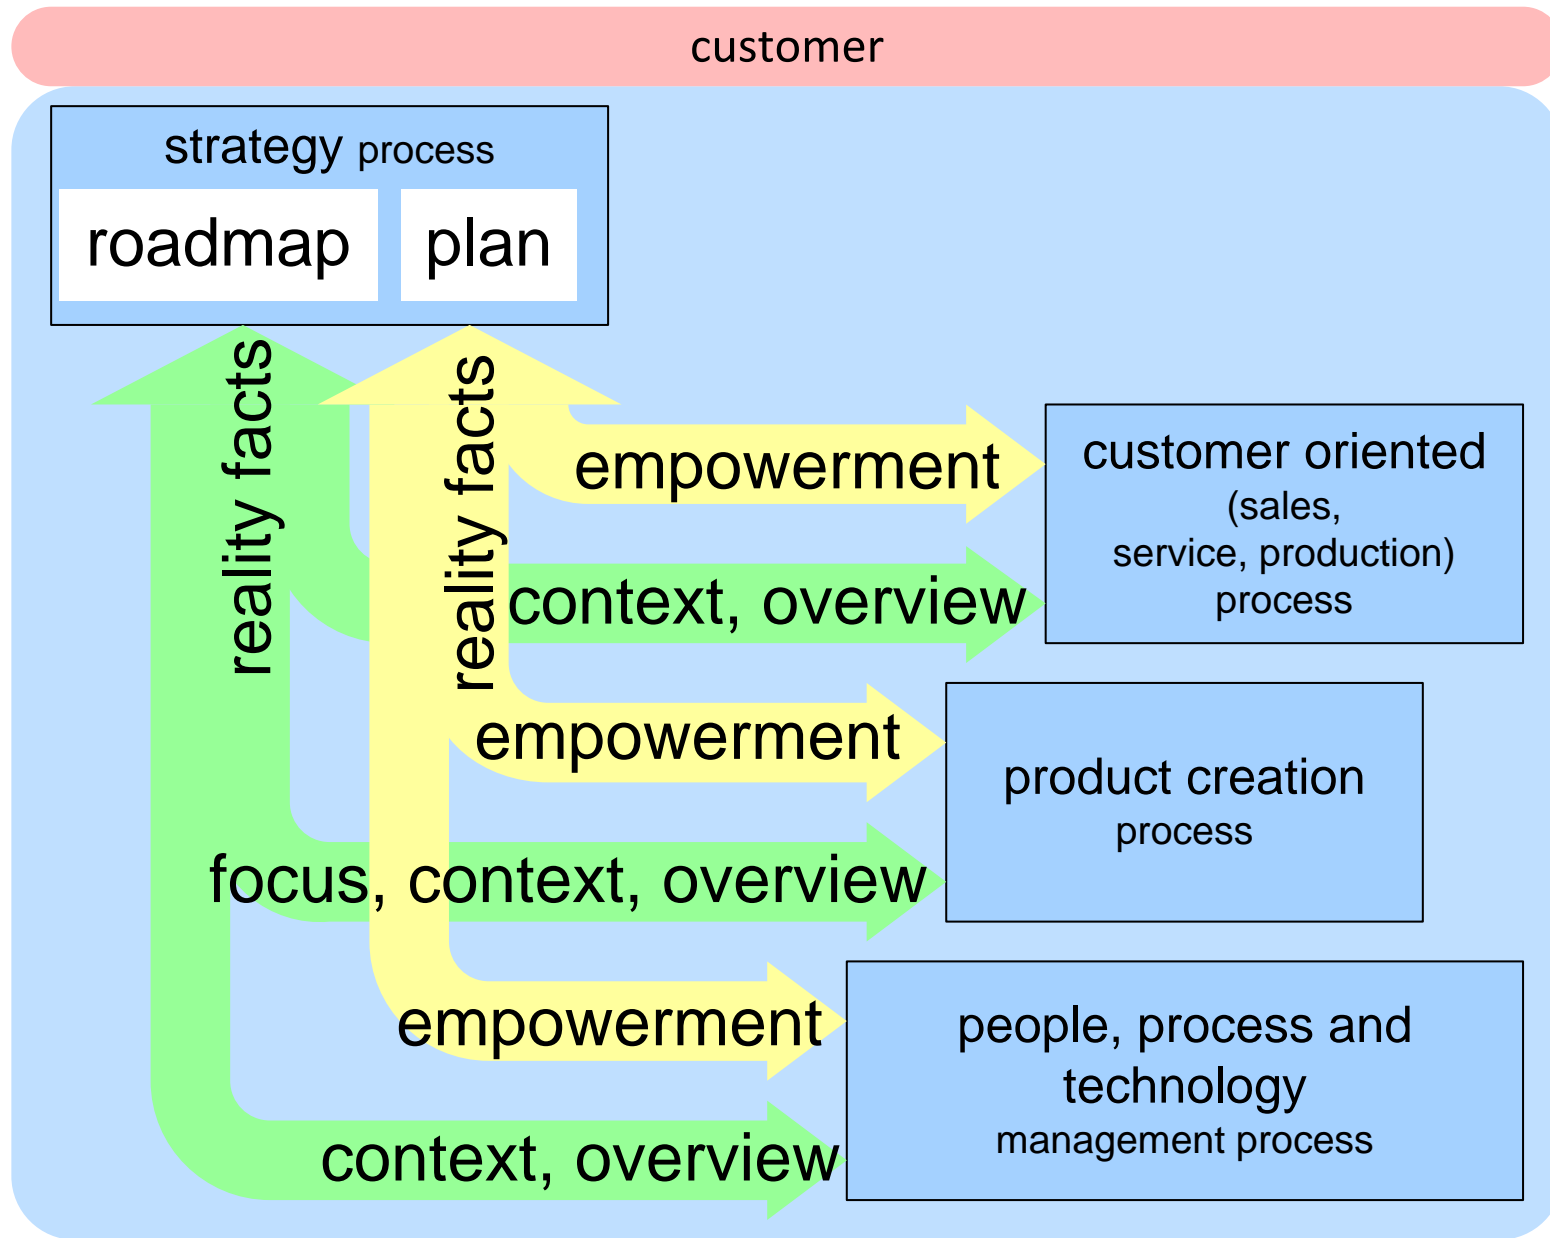 customer
strategy process
roadmap
plan
reality facts
reality facts
empowerment
customer oriented
(sales,
service, production)
process
context, overview
empowerment
product creation
process
focus, context, overview
empowerment
people, process and
technology
management process
context, overview